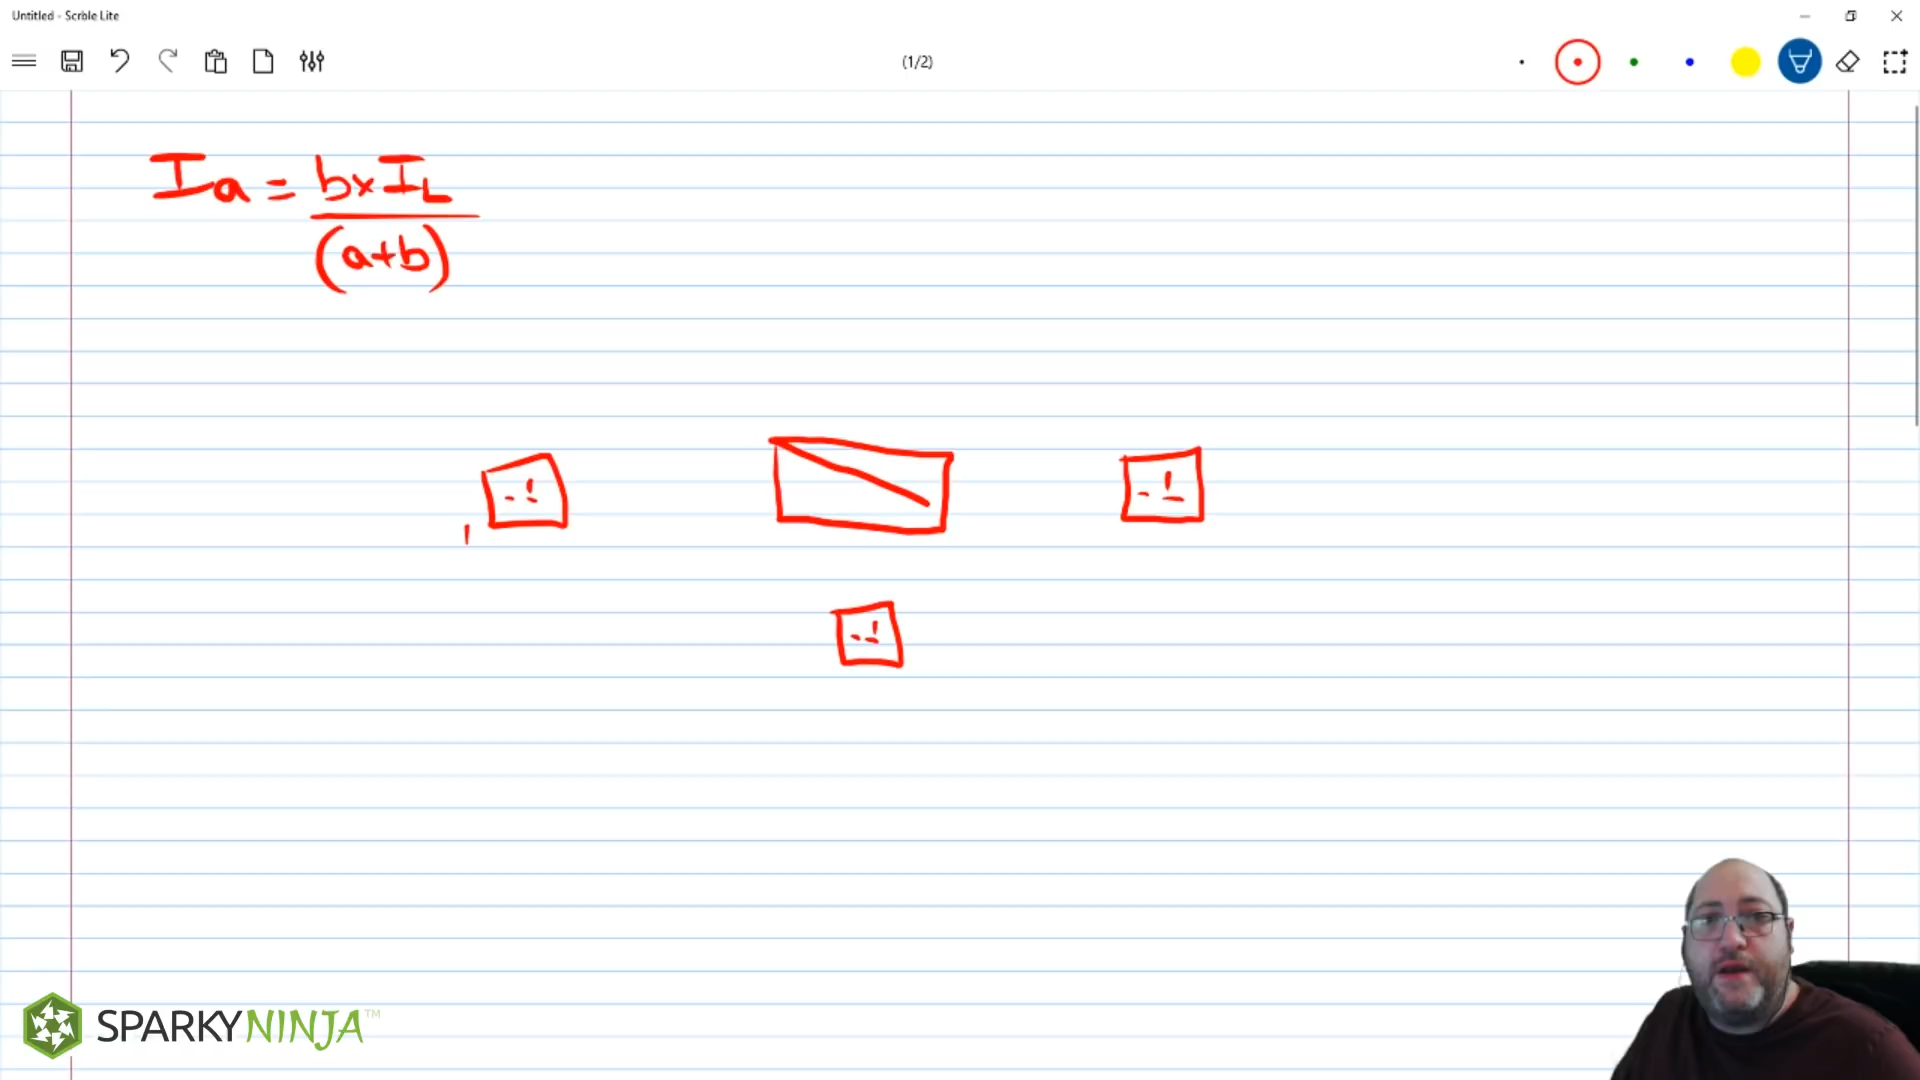 Untitled - Scrble Lite
(1/2)
Ia = b×IL
(a+b)
SPARKYNINJA™